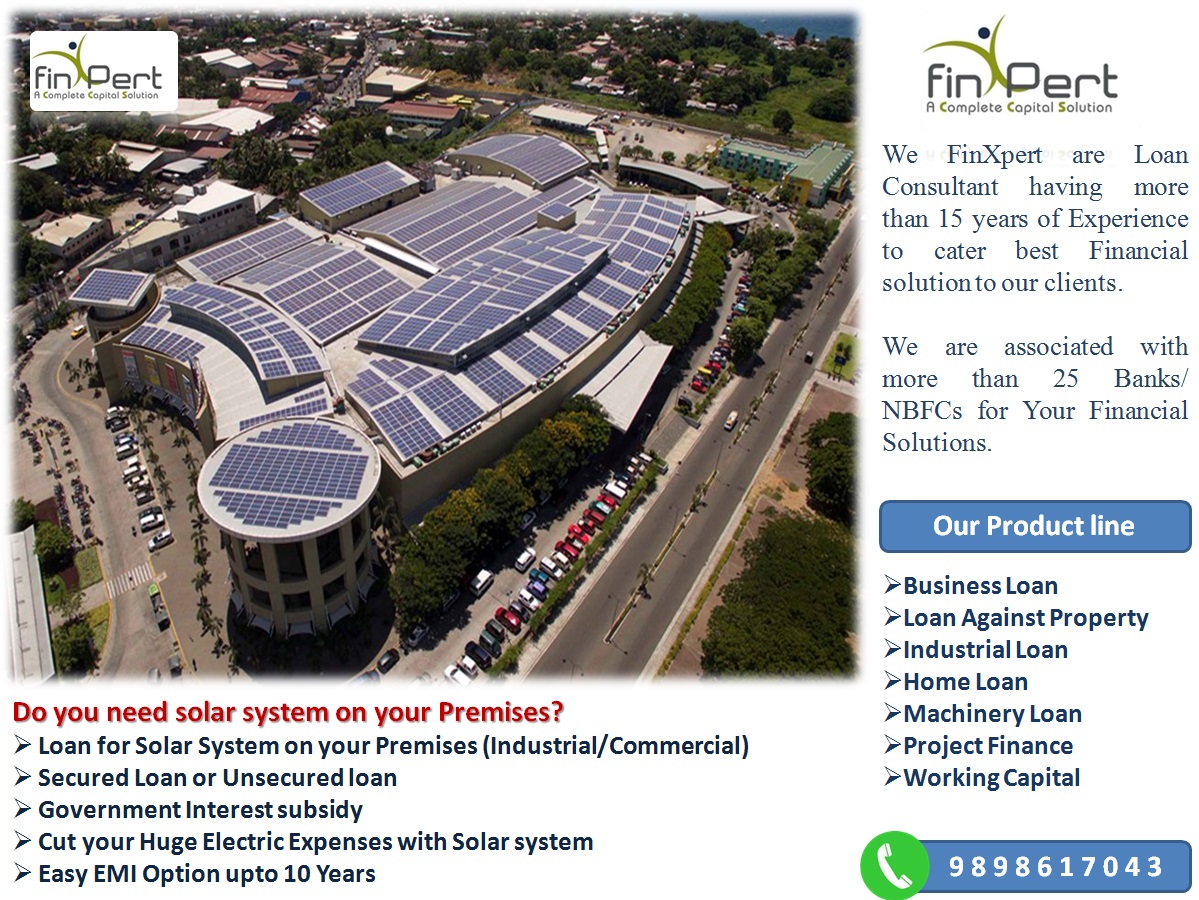 finXPert
A Complete Capital Solution
finXPert
A Complete Capital Solution
We FinXpert are Loan
Consultant having more
than 15 years of Experience
to cater best Financial
solution to our clients.
We are associated with
more than 25 Banks/
NBFCs for Your Financial
Solutions.
Our Product line
➢Business Loan
➢Loan Against Property
➢Industrial Loan
➢Home Loan
➢Machinery Loan
➢Project Finance
➢Working Capital
Do you need solar system on your Premises?
➢ Loan for Solar System on your Premises (Industrial/Commercial)
➢ Secured Loan or Unsecured loan
➢ Government Interest subsidy
➢ Cut your Huge Electric Expenses with Solar system
➢ Easy EMI Option upto 10 Years
9898617043